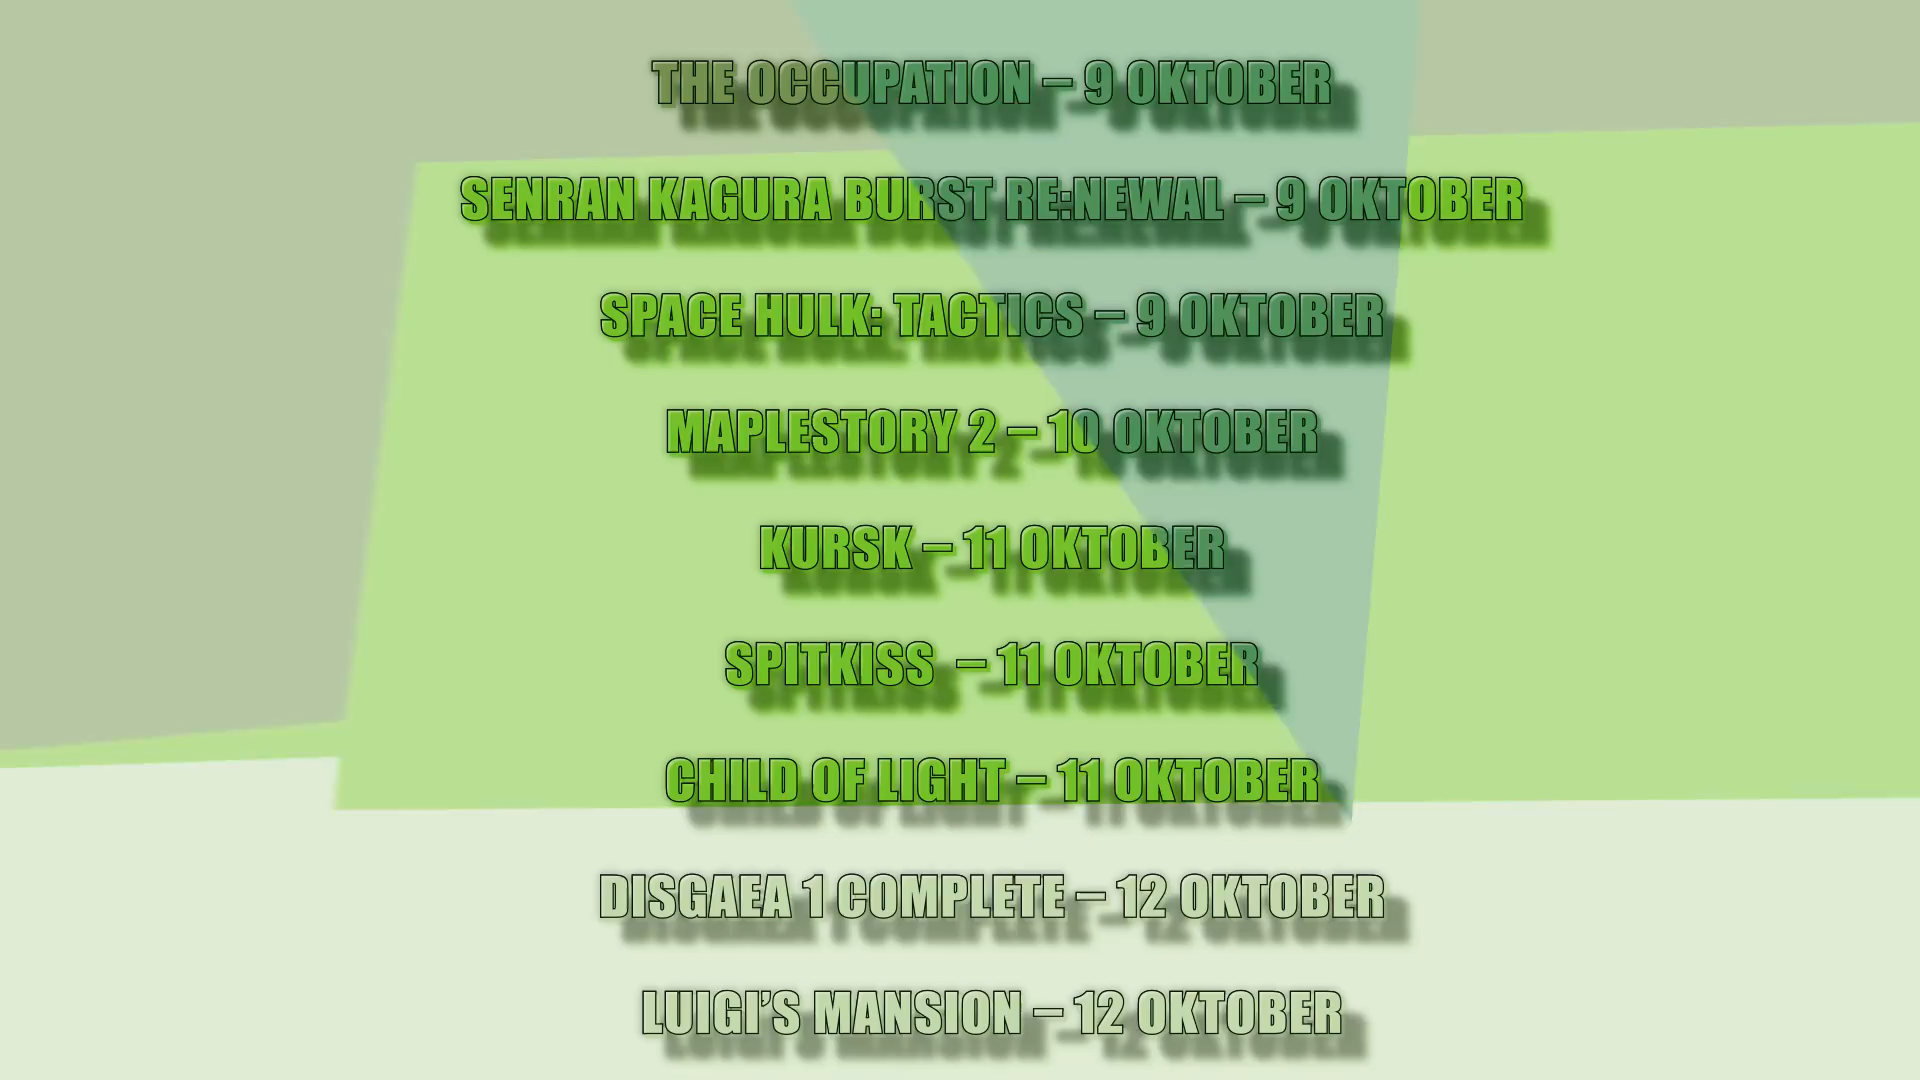 THE OCCUPATION – 9 OKTOBER
SENRAN KAGURA BURST RE:NEWAL – 9 OKTOBER
SPACE HULK: TACTICS – 9 OKTOBER
MAPLESTORY 2 – 10 OKTOBER
KURSK – 11 OKTOBER
SPITKISS – 11 OKTOBER
CHILD OF LIGHT – 11 OKTOBER
DISGAEA 1 COMPLETE – 12 OKTOBER
LUIGI’S MANSION – 12 OKTOBER